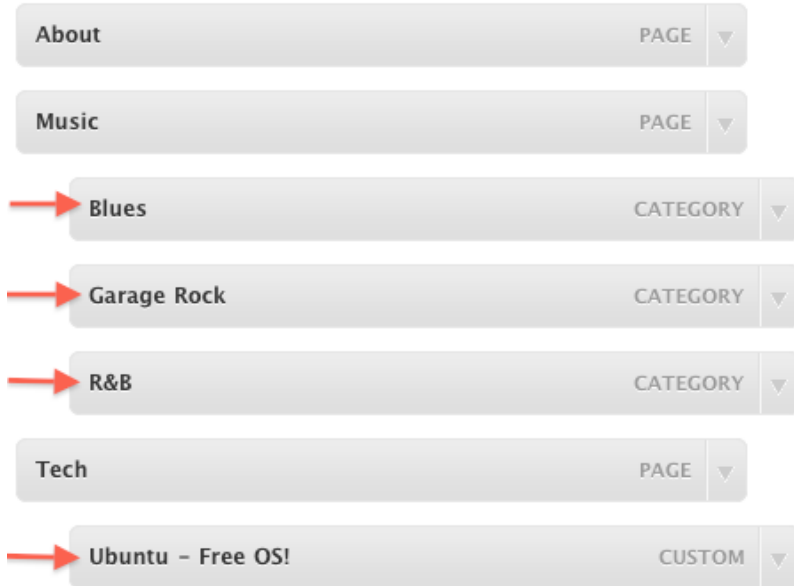 About PAGE
Music PAGE
Blues CATEGORY
Garage Rock CATEGORY
R&B CATEGORY
Tech PAGE
Ubuntu – Free OS! CUSTOM